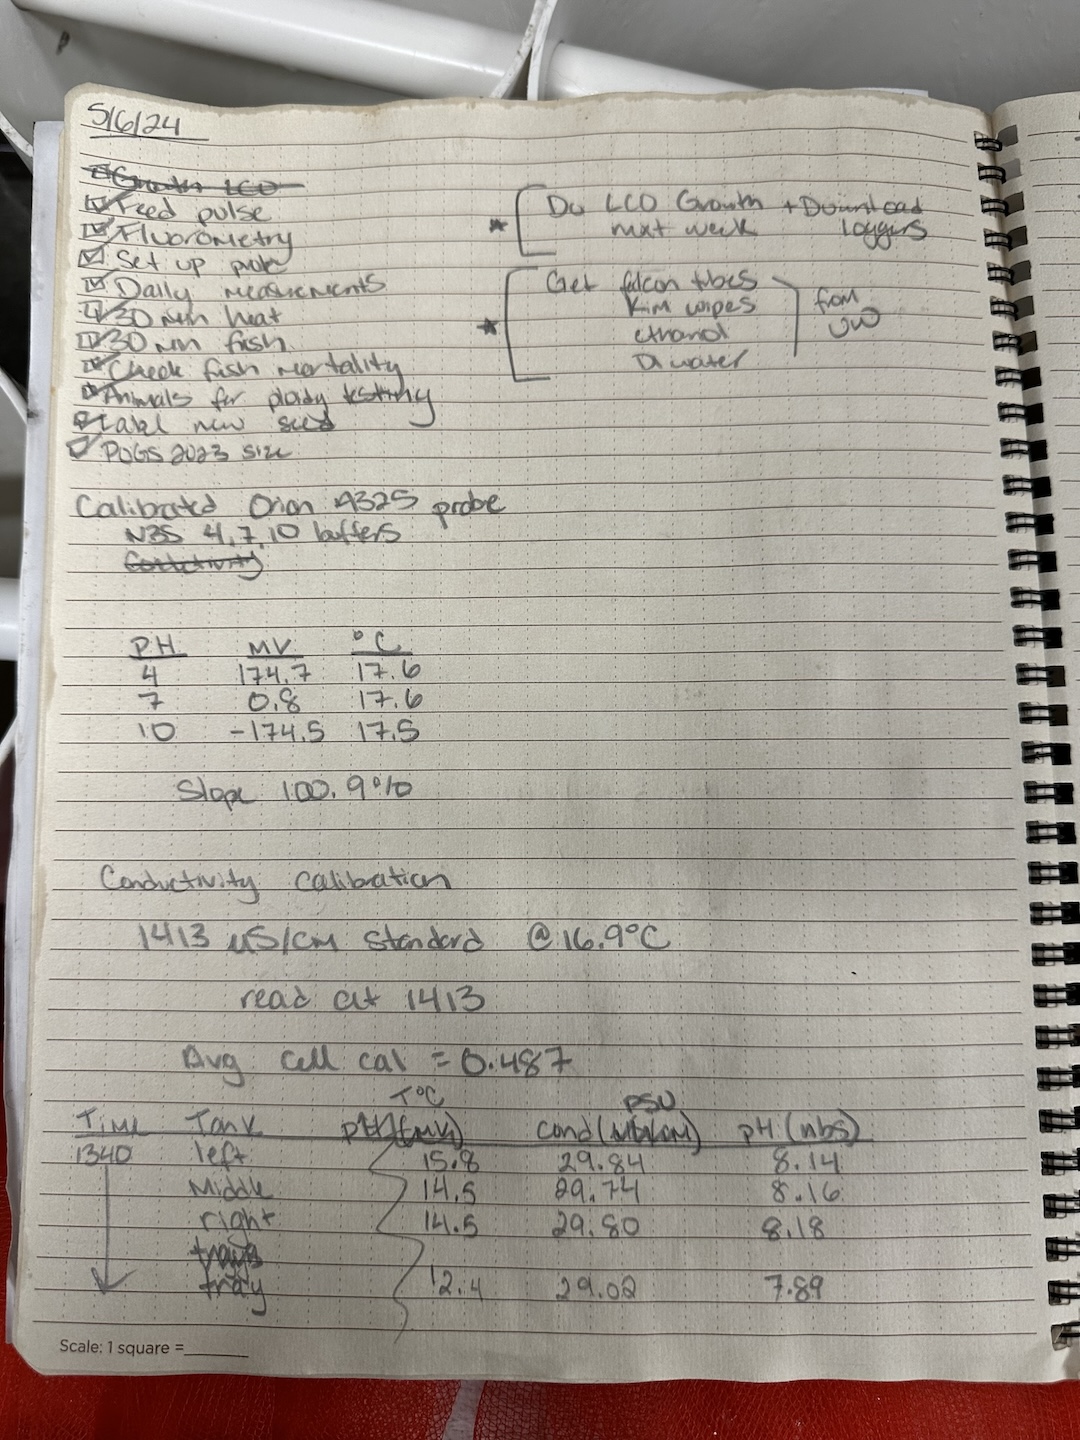 5/6/24
Growth LCO
Feed pulse
Fluorometry
Set up probe
Daily measurements
30 min heat
30 min fish
Check fish mortality
Animals for ploidy testing
Label new seed
POGS 2023 size
* Do LCO Growth + Download
next week loggers
* Get falcon tubes
Kim wipes
ethanol
Di water
from
UW
Calibrated Orion A325 probe
NBS 4,7,10 buffers
Conductivity
PH MV °C
4 174.7 17.6
7 0.8 17.6
10 -174.5 17.5
Slope 100.9%
Conductivity Calibration
1413 uS/cm standard @ 16.9°C
read at 1413
Avg cell cal = 0.487
T°C PSU
Time Tank pH (mV) Cond pH (nbs)
1340 left 15.8 29.84 8.14
Middle 14.5 29.74 8.16
right 14.5 29.80 8.18
trays
tray 12.4 29.02 7.89
Scale: 1 square =